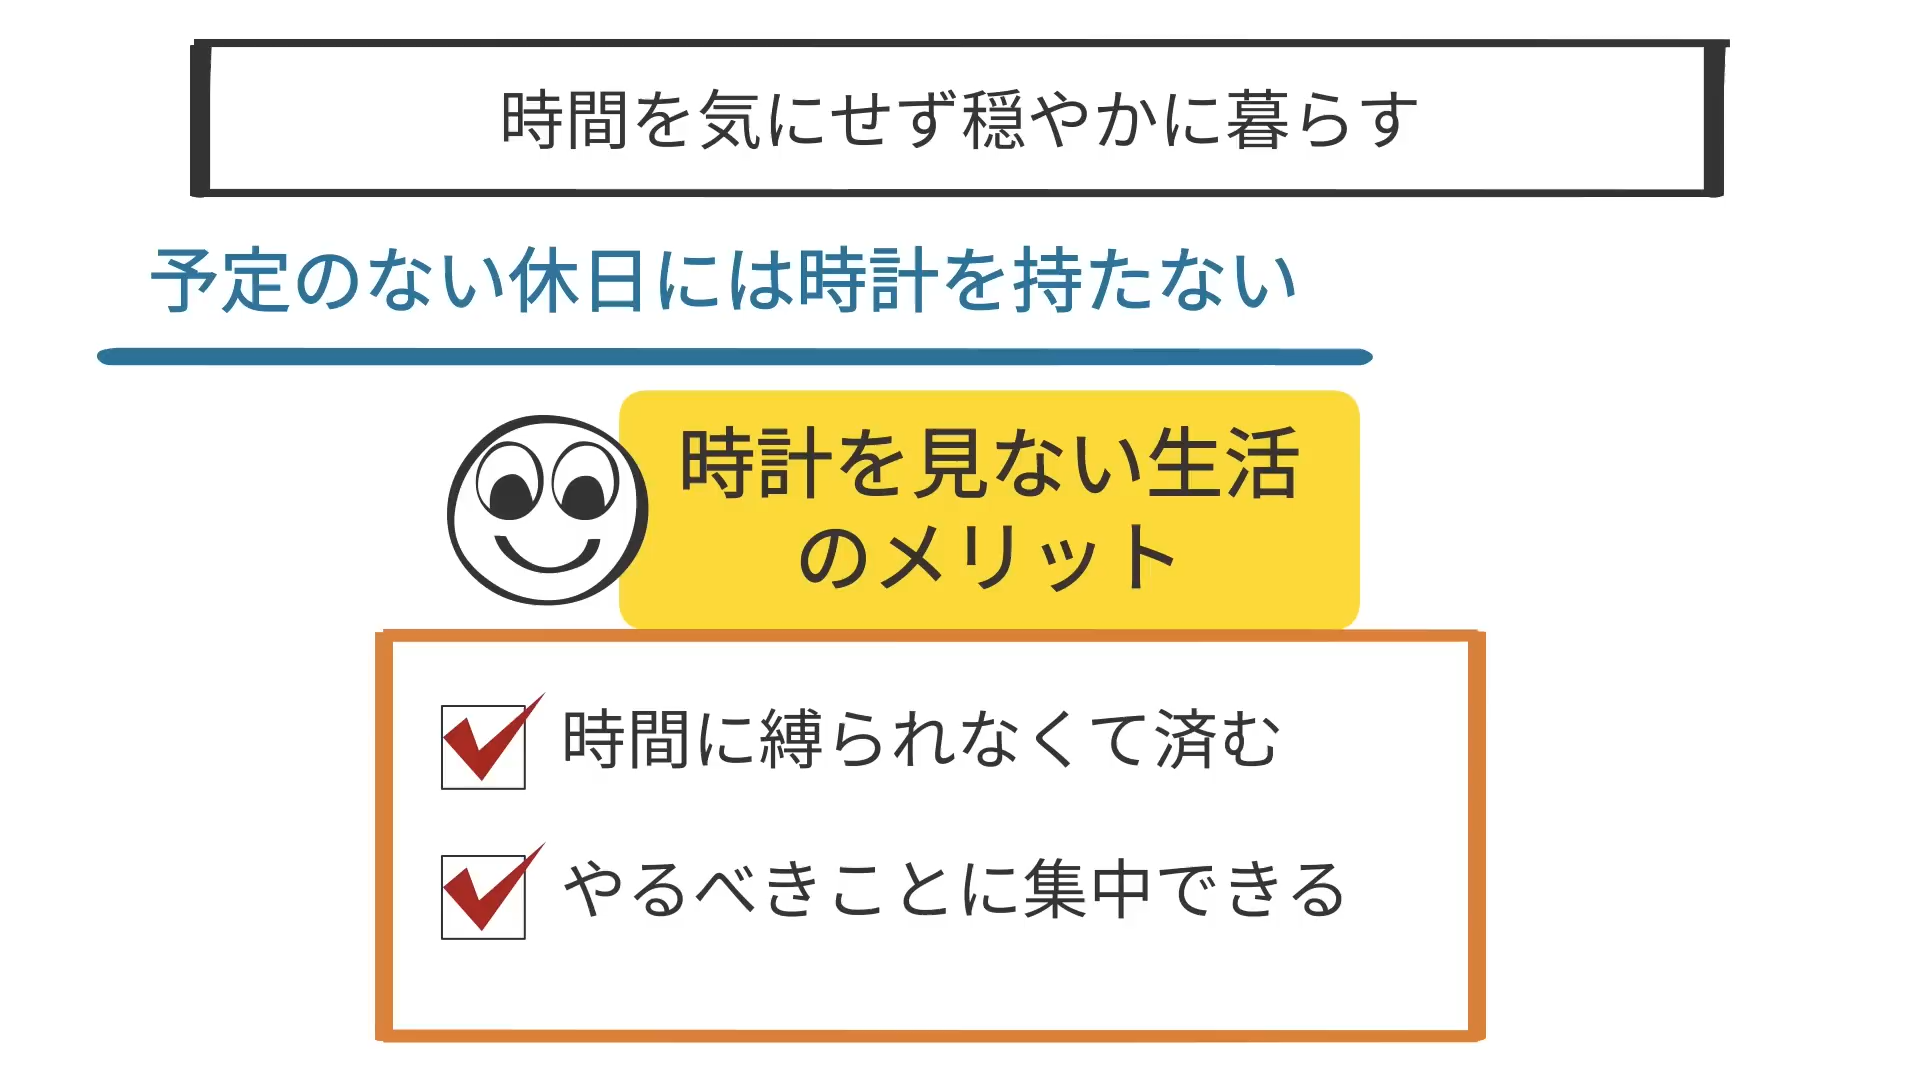 時間を気にせず穏やかに暮らす
予定のない休日には時計を持たない
時計を見ない生活
のメリット
時間に縛られなくて済む
やるべきことに集中できる